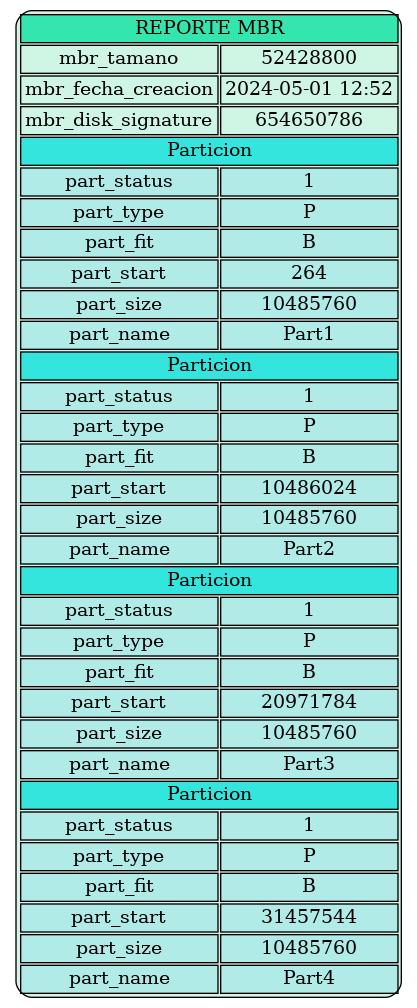 REPORTE MBR
mbr_tamano 52428800
mbr_fecha_creacion 2024-05-01 12:52
mbr_disk_signature 654650786
Particion
part_status 1
part_type P
part_fit B
part_start 264
part_size 10485760
part_name Part1
Particion
part_status 1
part_type P
part_fit B
part_start 10486024
part_size 10485760
part_name Part2
Particion
part_status 1
part_type P
part_fit B
part_start 20971784
part_size 10485760
part_name Part3
Particion
part_status 1
part_type P
part_fit B
part_start 31457544
part_size 10485760
part_name Part4